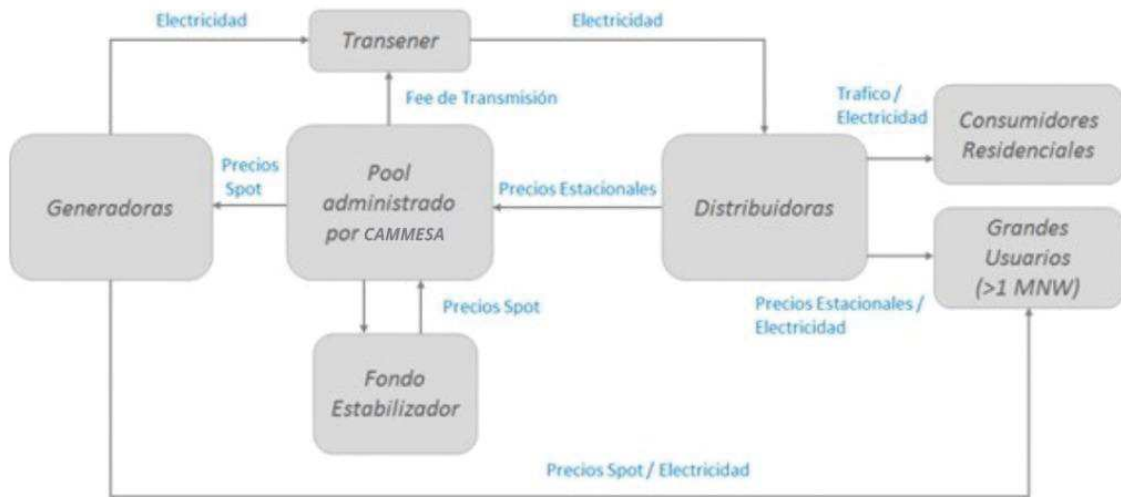 Electricidad
Electricidad
Transener
Fee de Transmisión
Trafico /
Electricidad
Consumidores
Residenciales
Generadoras
Precios
Spot
Pool
administrado
por CAMMESA
Precios Estacionales
Distribuidoras
Grandes
Usuarios
(>1 MNW)
Precios Spot
Precios Estacionales /
Electricidad
Fondo
Estabilizador
Precios Spot / Electricidad